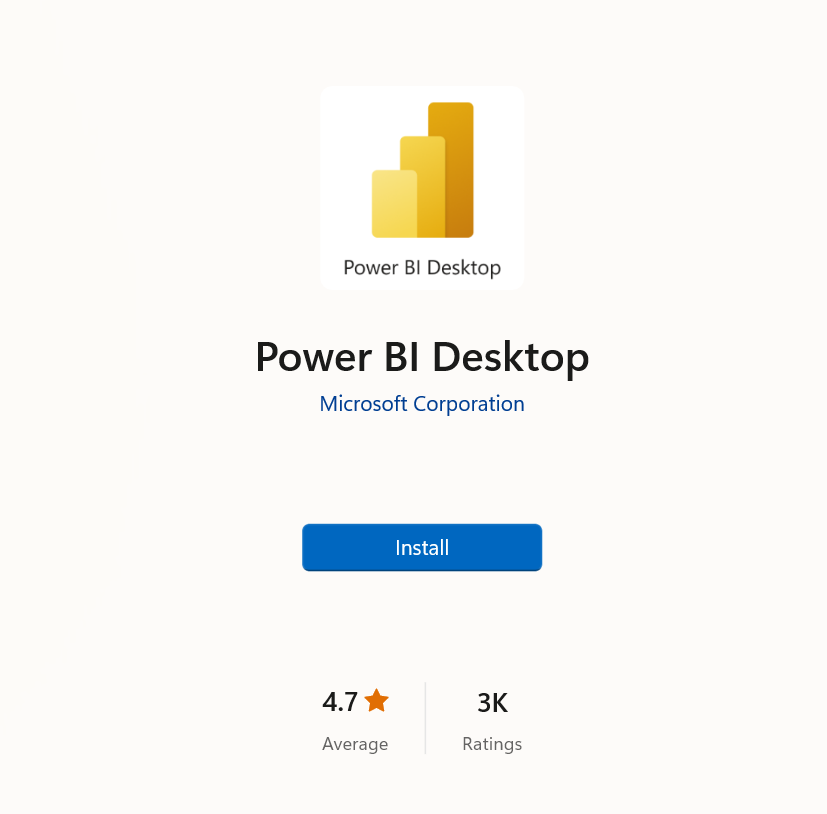 Power BI Desktop
Power BI Desktop
Microsoft Corporation
Install
4.7 3K
Average Ratings